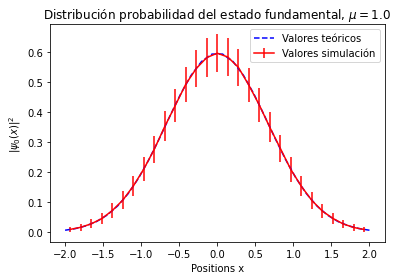 Distribución probabilidad del estado fundamental, μ = 1.0
Valores teóricos
Valores simulación
|ψ₀(x)|²
0.6
0.5
0.4
0.3
0.2
0.1
0.0
−2.0 −1.5 −1.0 −0.5 0.0 0.5 1.0 1.5 2.0
Positions x